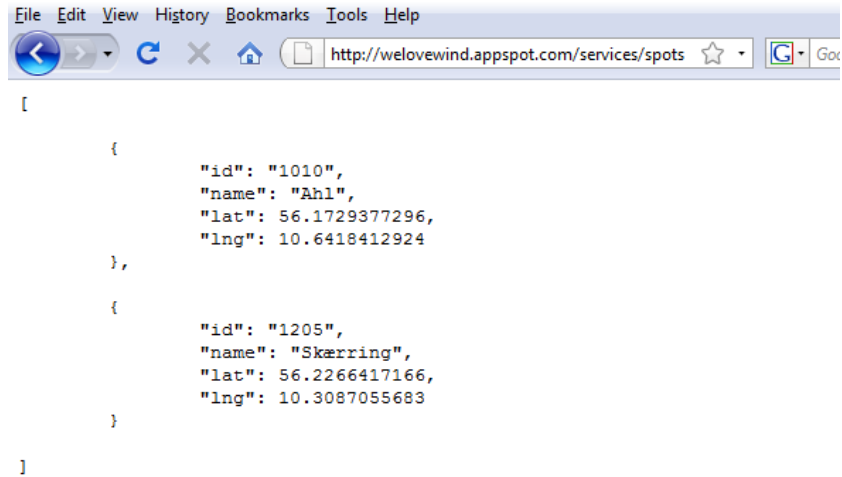 File Edit View History Bookmarks Tools Help
http://welovewind.appspot.com/services/spots G Goo
[
{
"id": "1010",
"name": "Ahl",
"lat": 56.1729377296,
"lng": 10.6418412924
},
{
"id": "1205",
"name": "Skærring",
"lat": 56.2266417166,
"lng": 10.3087055683
}
]